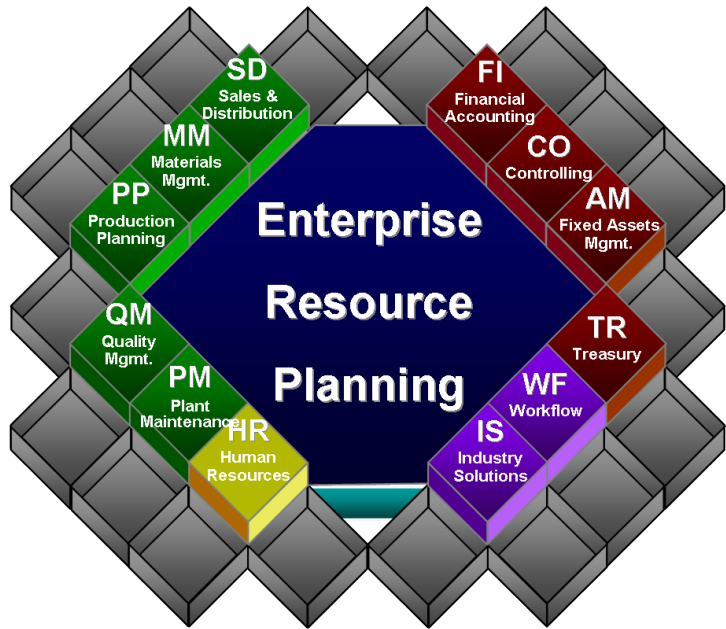 SD
Sales &
Distribution
MM
Materials
Mgmt.
PP
Production
Planning
QM
Quality
Mgmt.
PM
Plant
Maintenance
HR
Human
Resources
Enterprise
Resource
Planning
FI
Financial
Accounting
CO
Controlling
AM
Fixed Assets
Mgmt.
TR
Treasury
WF
Workflow
IS
Industry
Solutions